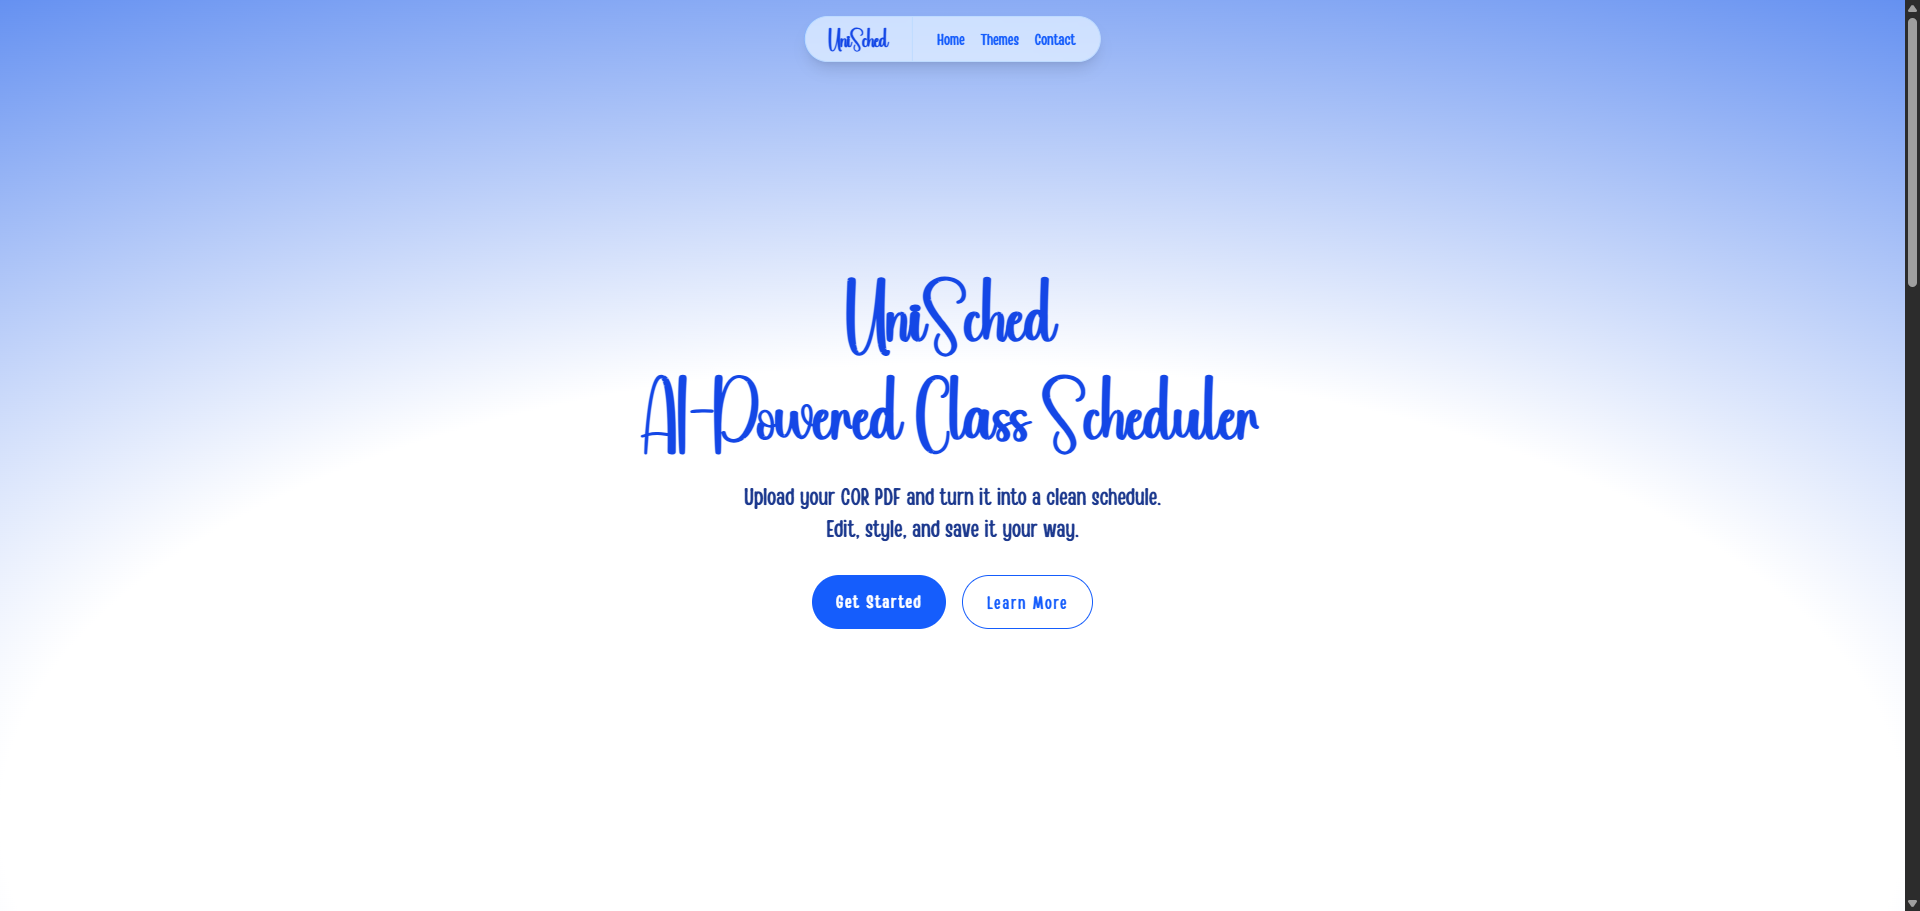 UniSched
Home Themes Contact
UniSched
AI-Powered Class Scheduler
Upload your COR PDF and turn it into a clean schedule.
Edit, style, and save it your way.
Get Started
Learn More